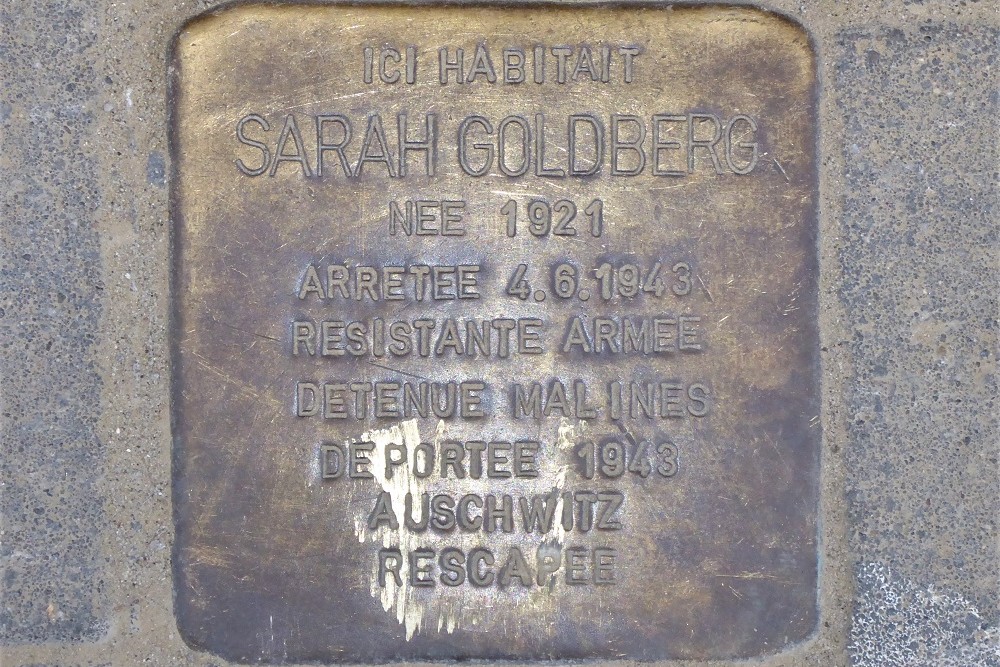 ICI HABITAIT
SARAH GOLDBERG
NEE 1921
ARRETEE 4.6.1943
RESISTANTE ARMEE
DETENUE MALINES
DEPORTEE 1943
AUSCHWITZ
RESCAPEE